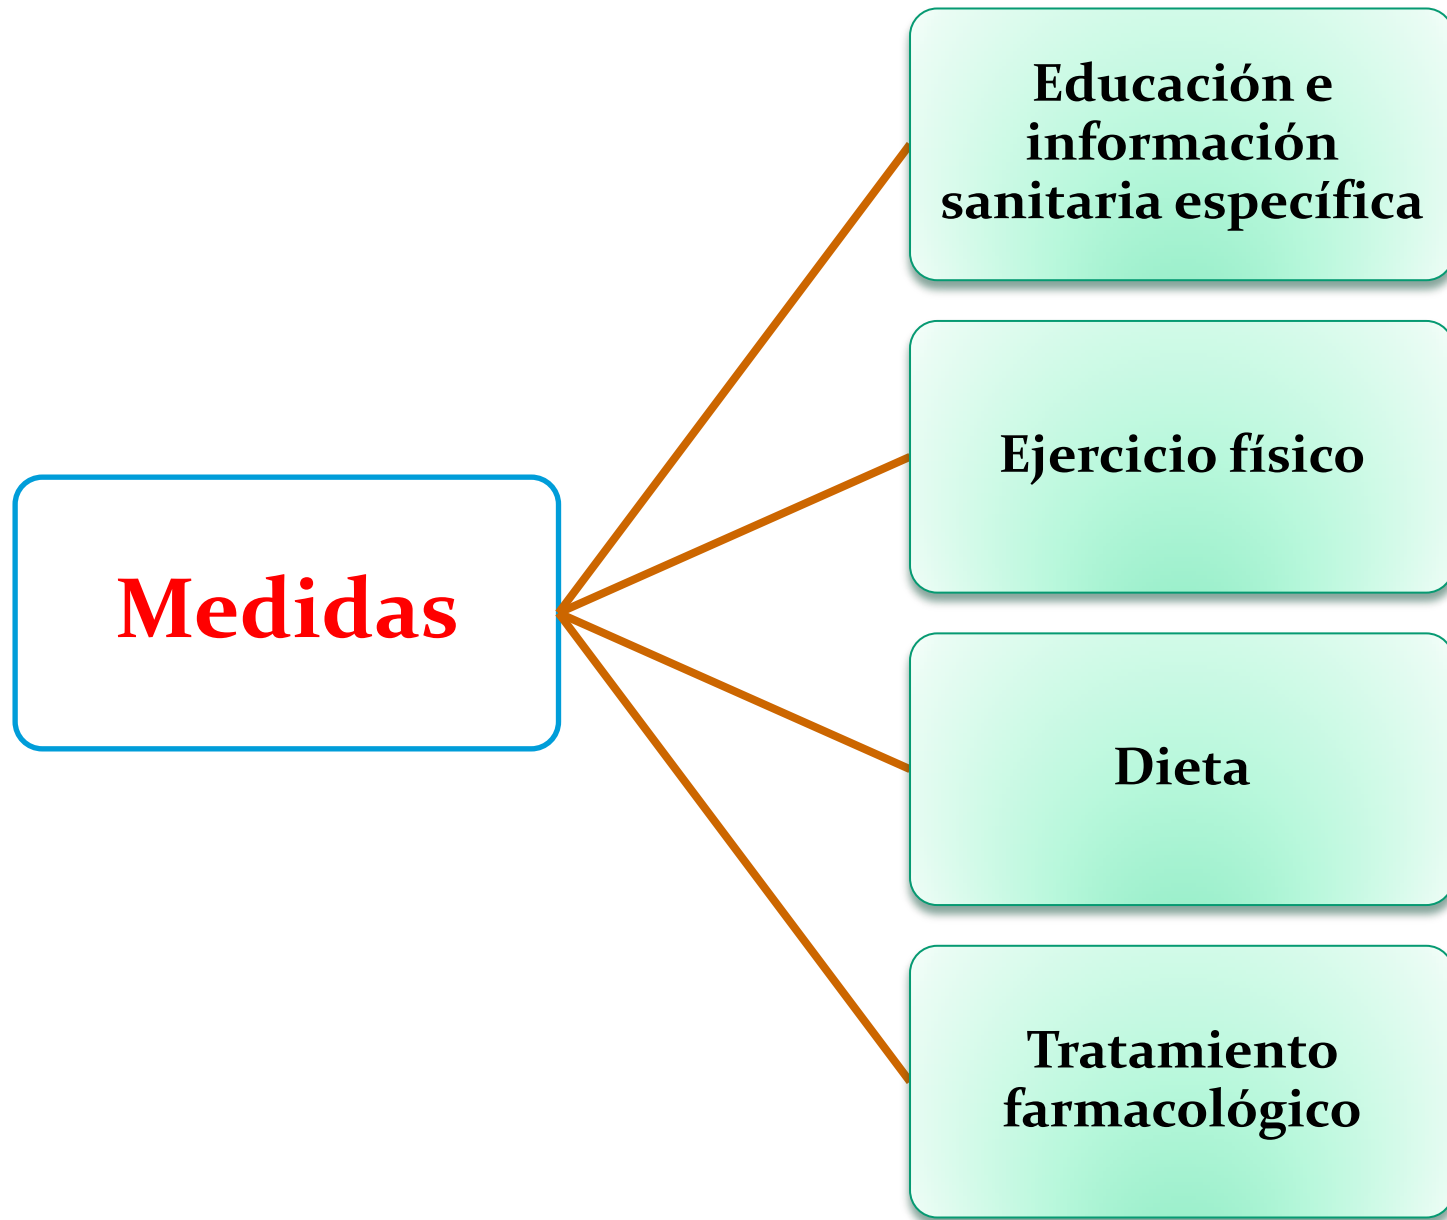 Educación e
información
sanitaria específica
Ejercicio físico
Medidas
Dieta
Tratamiento
farmacológico